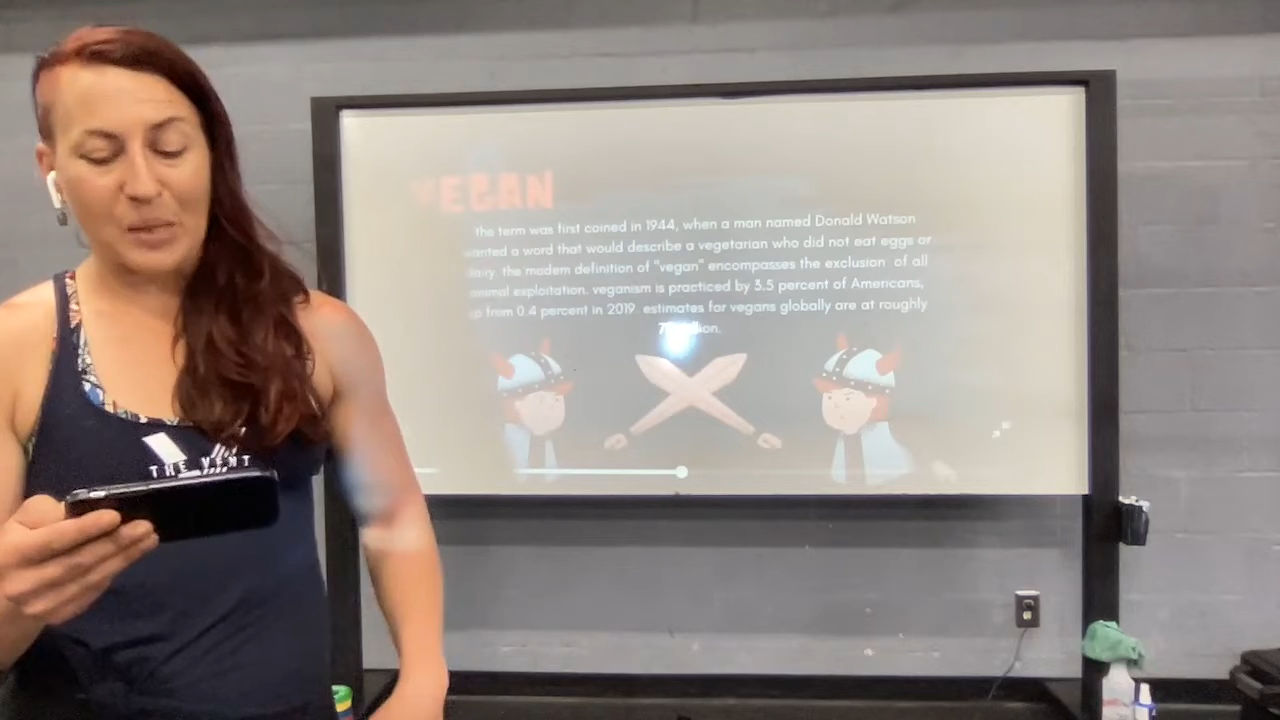 VEGAN
the term was first coined in 1944, when a man named Donald Watson
wanted a word that would describe a vegetarian who did not eat eggs or
dairy. the modern definition of "vegan" encompasses the exclusion of all
animal exploitation. veganism is practiced by 3.5 percent of Americans,
up from 0.4 percent in 2019. estimates for vegans globally are at roughly
THE VENT